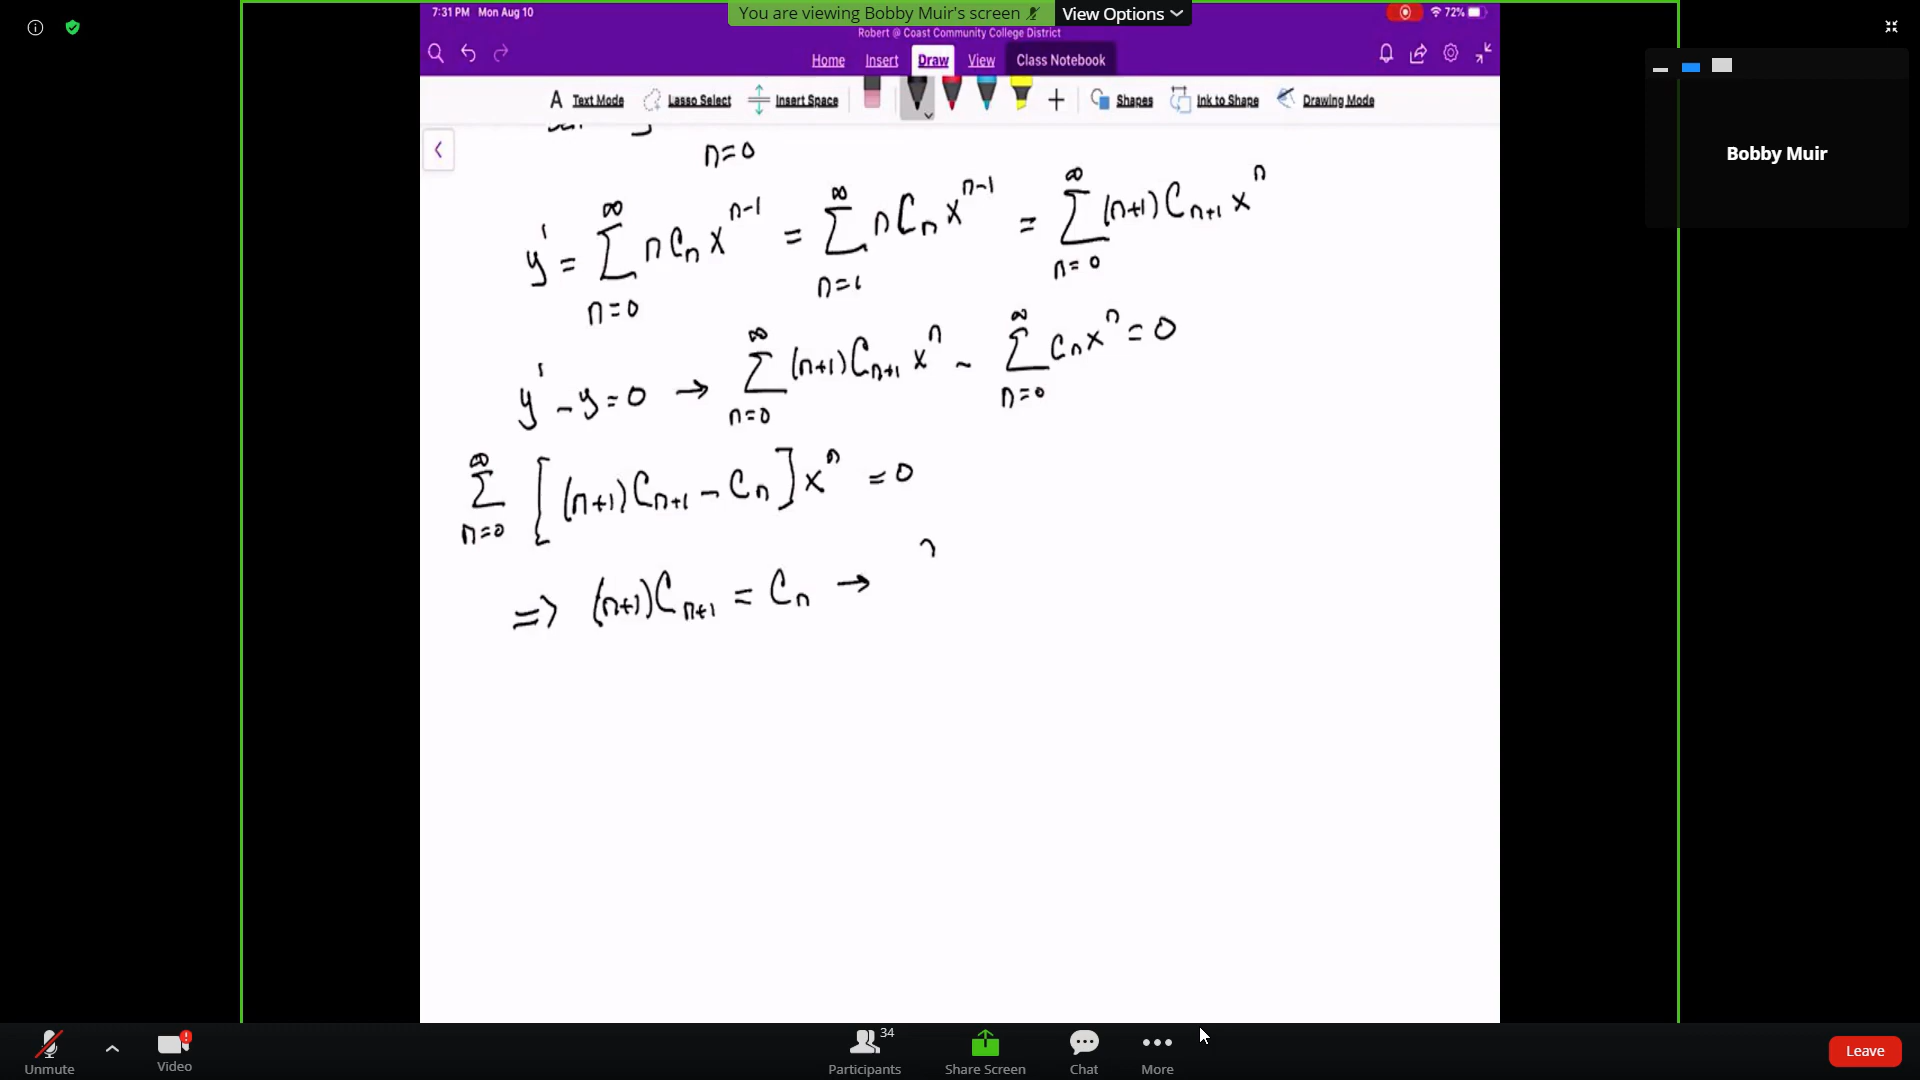 7:31 PM Mon Aug 10
You are viewing Bobby Muir's screen View Options
72%
Robert @ Coast Community College District
Home Insert Draw View Class Notebook
Text Mode Lasso Select Insert Space Shapes Ink to Shape Drawing Mode
Bobby Muir
n=0
y' = ∑_{n=0}^{∞} n C_n x^{n-1} = ∑_{n=1}^{∞} n C_n x^{n-1} = ∑_{n=0}^{∞} (n+1) C_{n+1} x^n
y' - y = 0 → ∑_{n=0}^{∞} (n+1) C_{n+1} x^n - ∑_{n=0}^{∞} C_n x^n = 0
∑_{n=0}^{∞} [(n+1) C_{n+1} - C_n] x^n = 0
=> (n+1) C_{n+1} = C_n →
Unmute Video 34 Participants Share Screen Chat More Leave